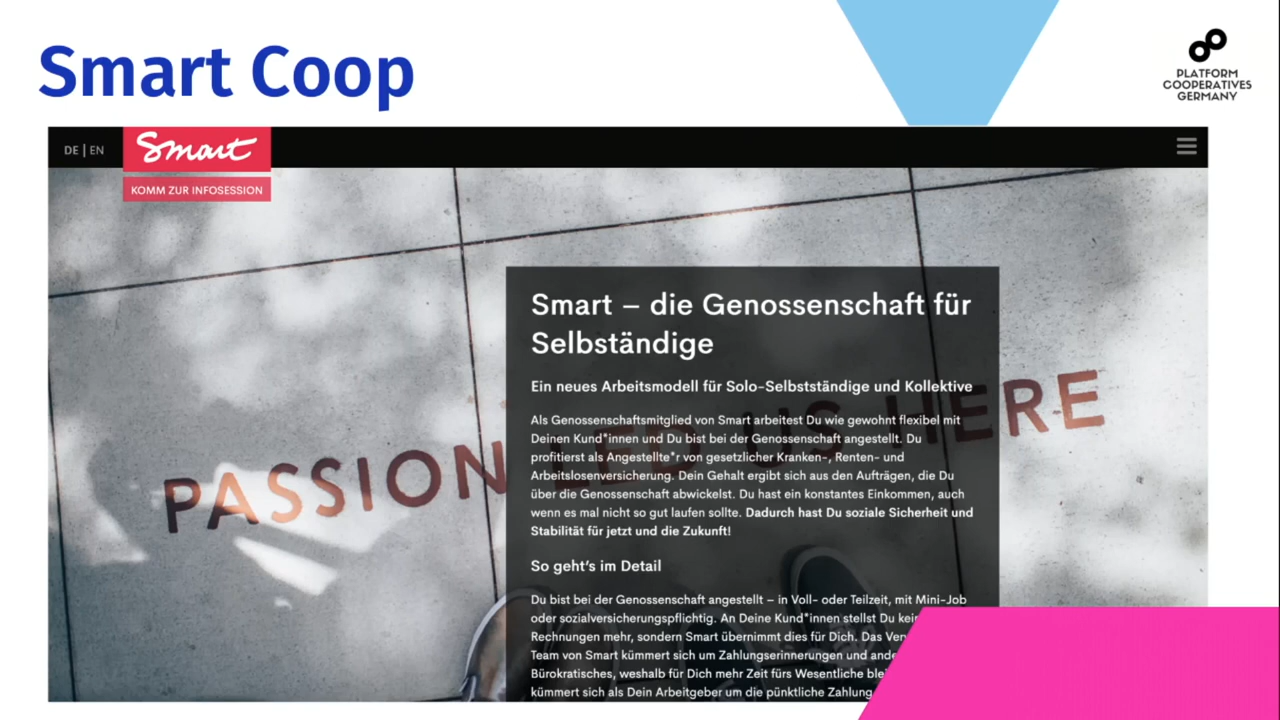 Smart Coop
PLATFORM
COOPERATIVES
GERMANY
DE | EN
Smart
KOMM ZUR INFOSESSION
Smart – die Genossenschaft für
Selbständige
Ein neues Arbeitsmodell für Solo-Selbstständige und Kollektive
Als Genossenschaftsmitglied von Smart arbeitest Du wie gewohnt flexibel mit
Deinen Kund*innen und Du bist bei der Genossenschaft angestellt. Du
profitierst als Angestellte*r von gesetzlicher Kranken-, Renten- und
Arbeitslosenversicherung. Dein Gehalt ergibt sich aus den Aufträgen, die Du
über die Genossenschaft abwickelst. Du hast ein konstantes Einkommen, auch
wenn es mal nicht so gut laufen sollte. Dadurch hast Du soziale Sicherheit und
Stabilität für jetzt und die Zukunft!
PASSION LED US HERE
So geht's im Detail
Du bist bei der Genossenschaft angestellt – in Voll- oder Teilzeit, mit Mini-Job
oder sozialversicherungspflichtig. An Deine Kund*innen stellst Du
Rechnungen mehr, sondern Smart übernimmt dies für Dich. Das
Team von Smart kümmert sich um Zahlungserinnerungen und
Bürokratisches, weshalb für Dich mehr Zeit fürs Wesentliche
kümmert sich als Dein Arbeitgeber um die pünktliche Zahlung